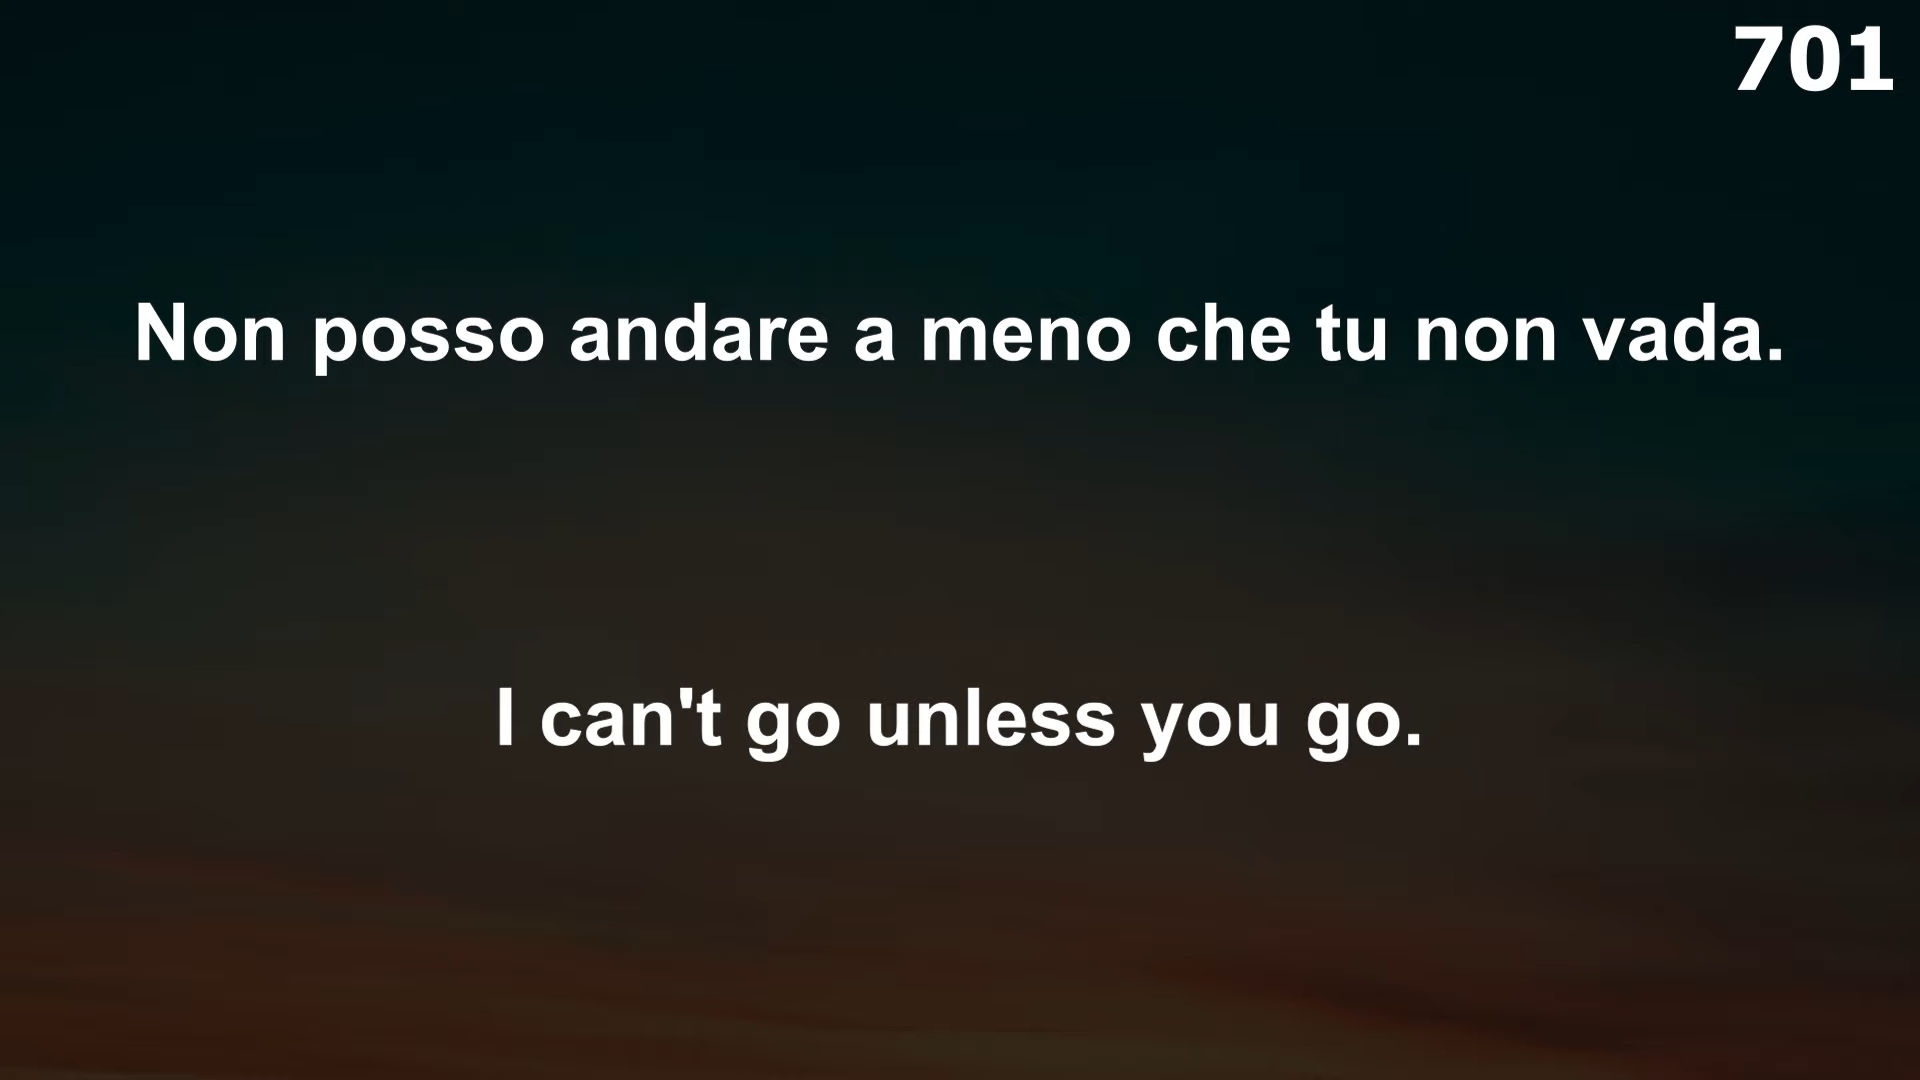 701
Non posso andare a meno che tu non vada.
I can't go unless you go.